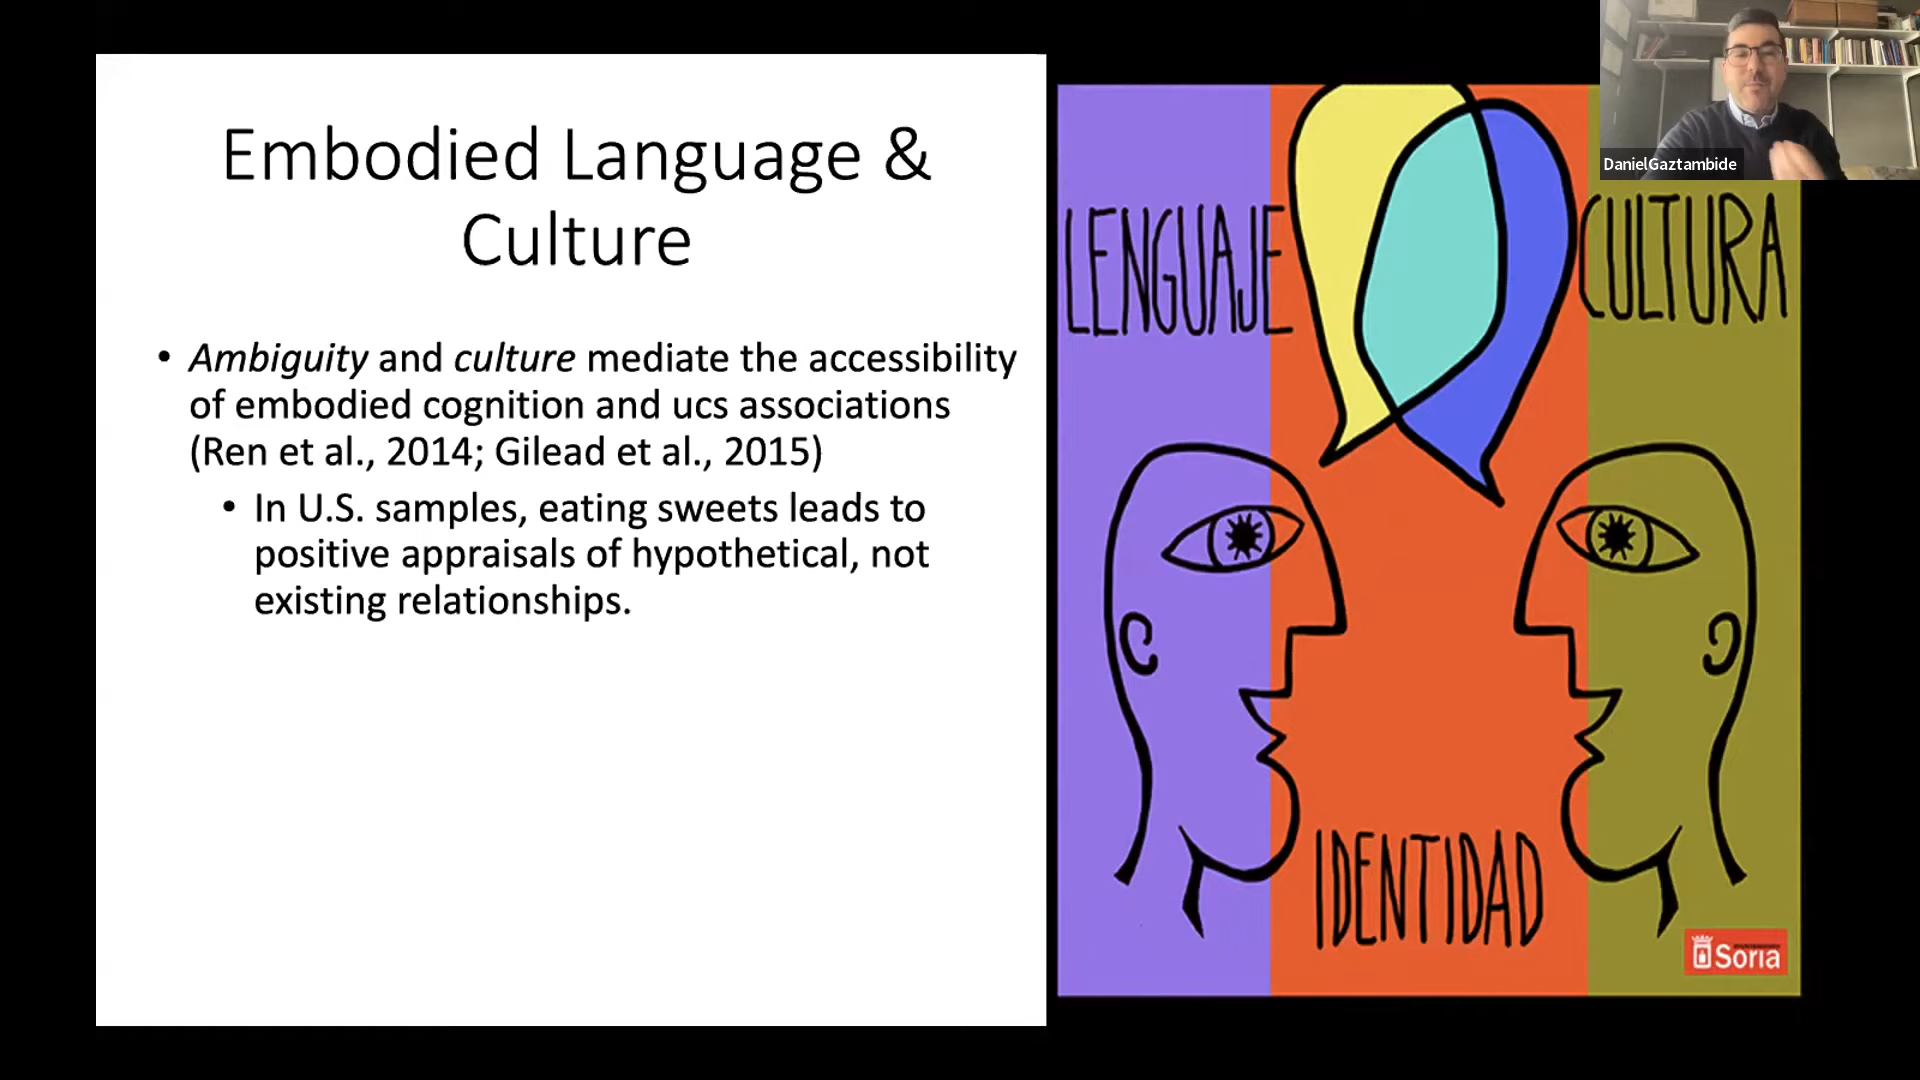 Embodied Language &
Culture
• Ambiguity and culture mediate the accessibility
of embodied cognition and ucs associations
(Ren et al., 2014; Gilead et al., 2015)
• In U.S. samples, eating sweets leads to
positive appraisals of hypothetical, not
existing relationships.
LENGUAJE
CULTURA
IDENTIDAD
Soria
DanielGaztambide